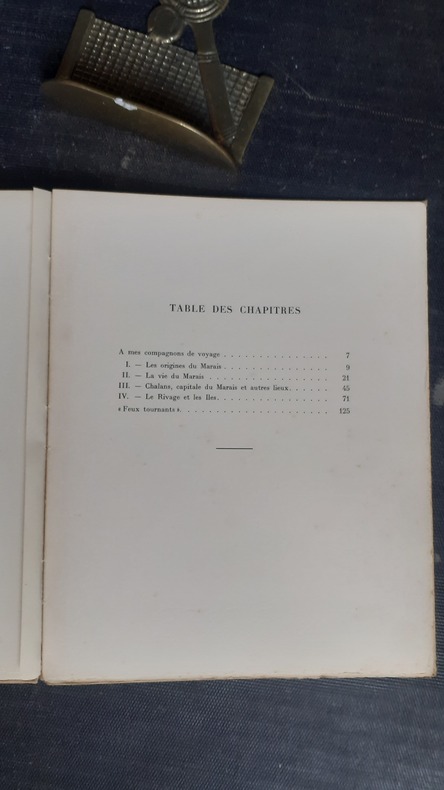 TABLE DES CHAPITRES
A mes compagnons de voyage . . . . . . . . . . . . . . . . 7
I. — Les origines du Marais . . . . . . . . . . . . . . . . 9
II. — La vie du Marais . . . . . . . . . . . . . . . . . . 21
III. — Chalans, capitale du Marais et autres lieux. . . . . . 45
IV. — Le Rivage et les Iles. . . . . . . . . . . . . . . . . 71
« Feux tournants ». . . . . . . . . . . . . . . . . . . . . 125